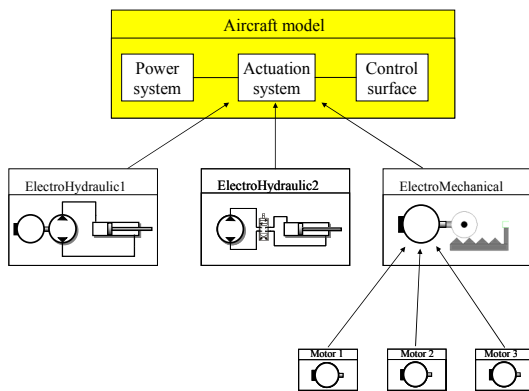 Aircraft model
Power
system
Actuation
system
Control
surface
ElectroHydraulic1
ElectroHydraulic2
ElectroMechanical
Motor 1
Motor 2
Motor 3